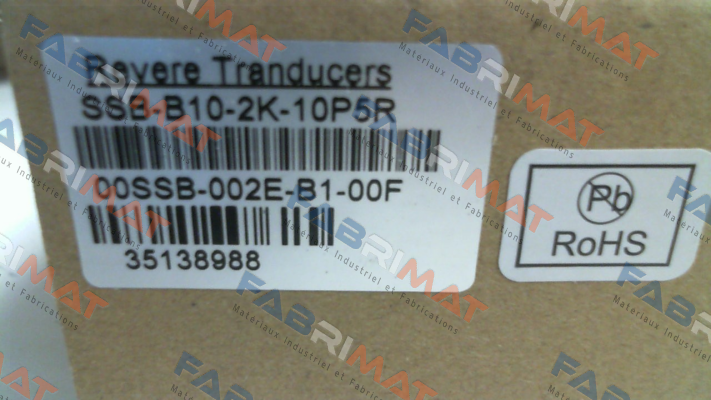 Revere Tranducers
SSB-B10-2K-10P5R
00SSB-002E-B1-00F
35138988
Pb
RoHS
FABRIMAT
Materiaux Industriel et Fabrications